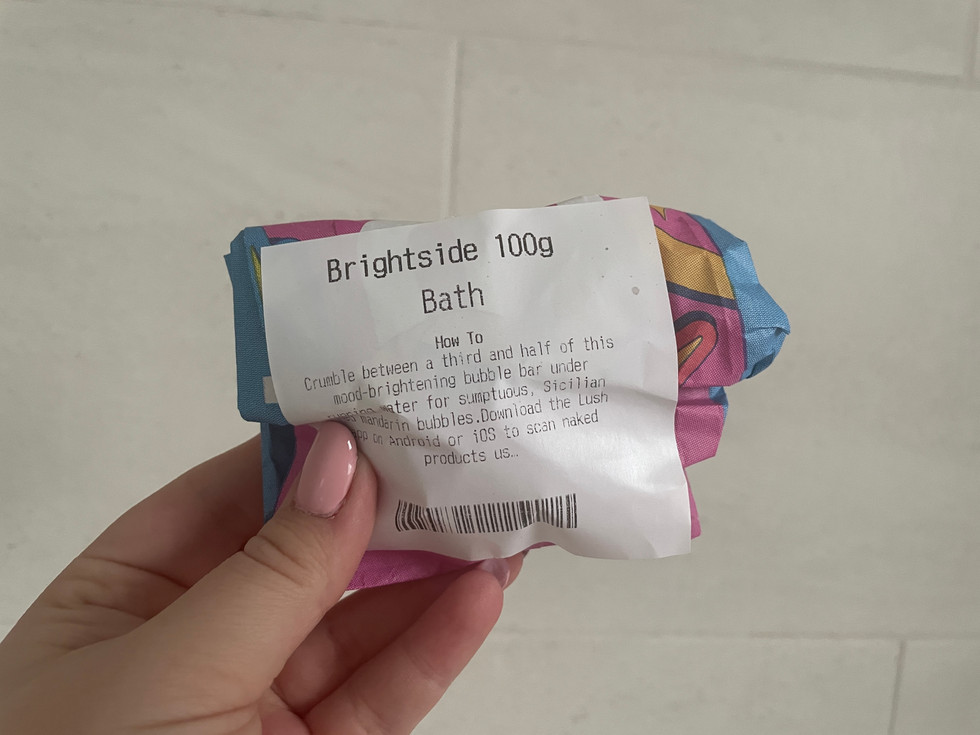 Brightside 100g
Bath
How To
Crumble between a third and half of this
mood-brightening bubble bar under
water for sumptuous, Sicilian
mandarin bubbles.Download the Lush
app on Android or iOS to scan naked
products us..